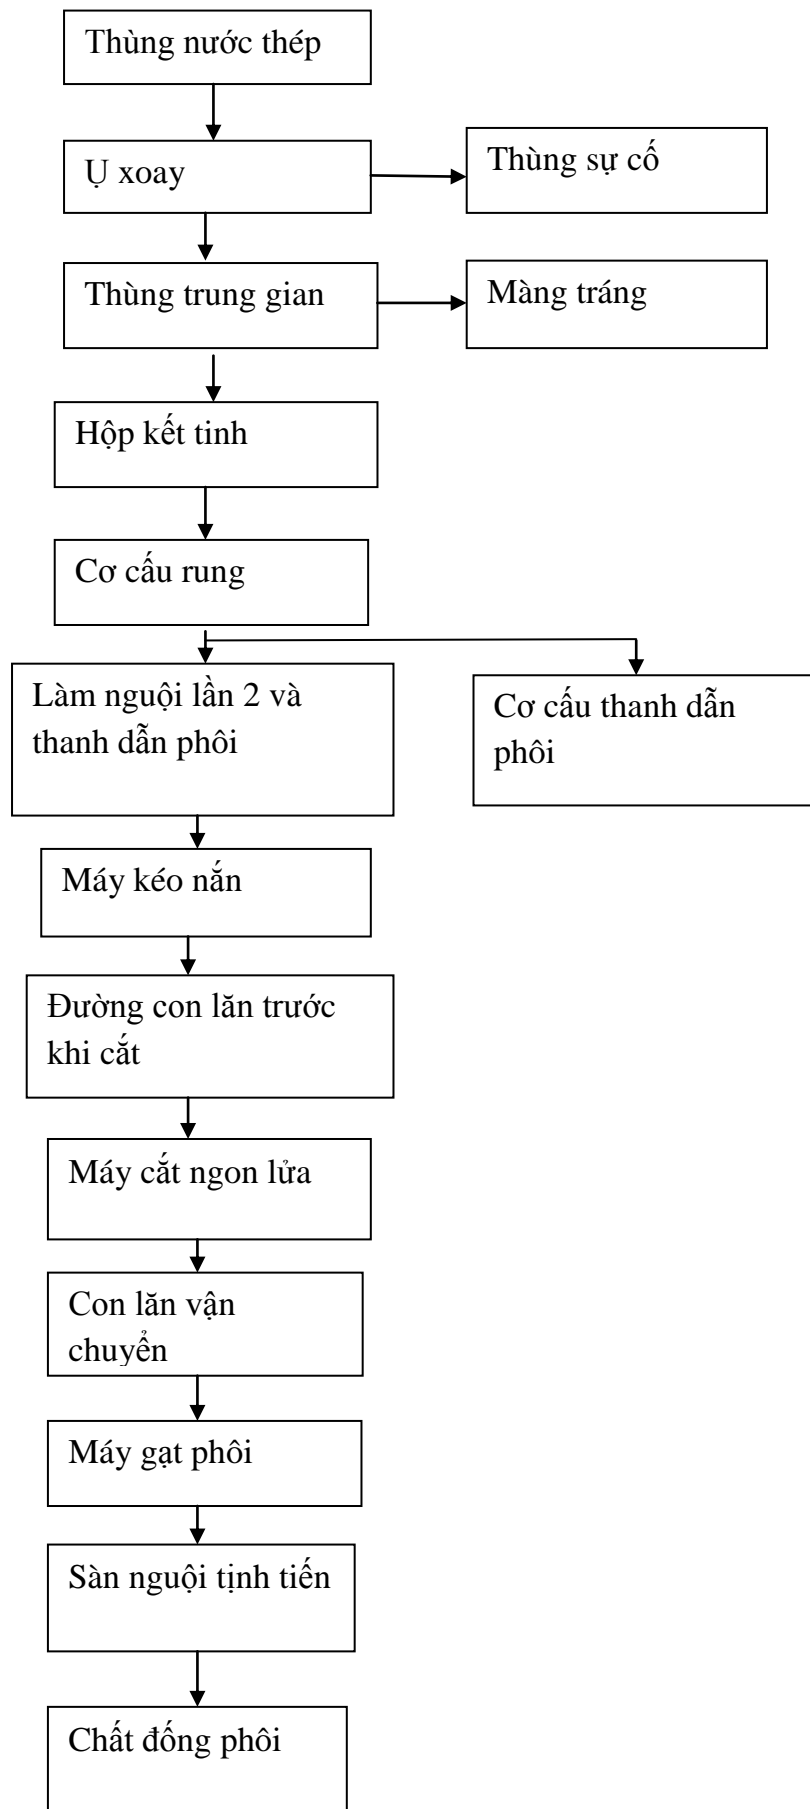 Thùng nước thép
Ụ xoay
Thùng sự cố
Thùng trung gian
Màng tráng
Hộp kết tinh
Cơ cấu rung
Làm nguội lần 2 và
thanh dẫn phôi
Cơ cấu thanh dẫn
phôi
Máy kéo nắn
Đường con lăn trước
khi cắt
Máy cắt ngon lửa
Con lăn vận
chuyển
Máy gạt phôi
Sàn nguội tịnh tiến
Chất đống phôi